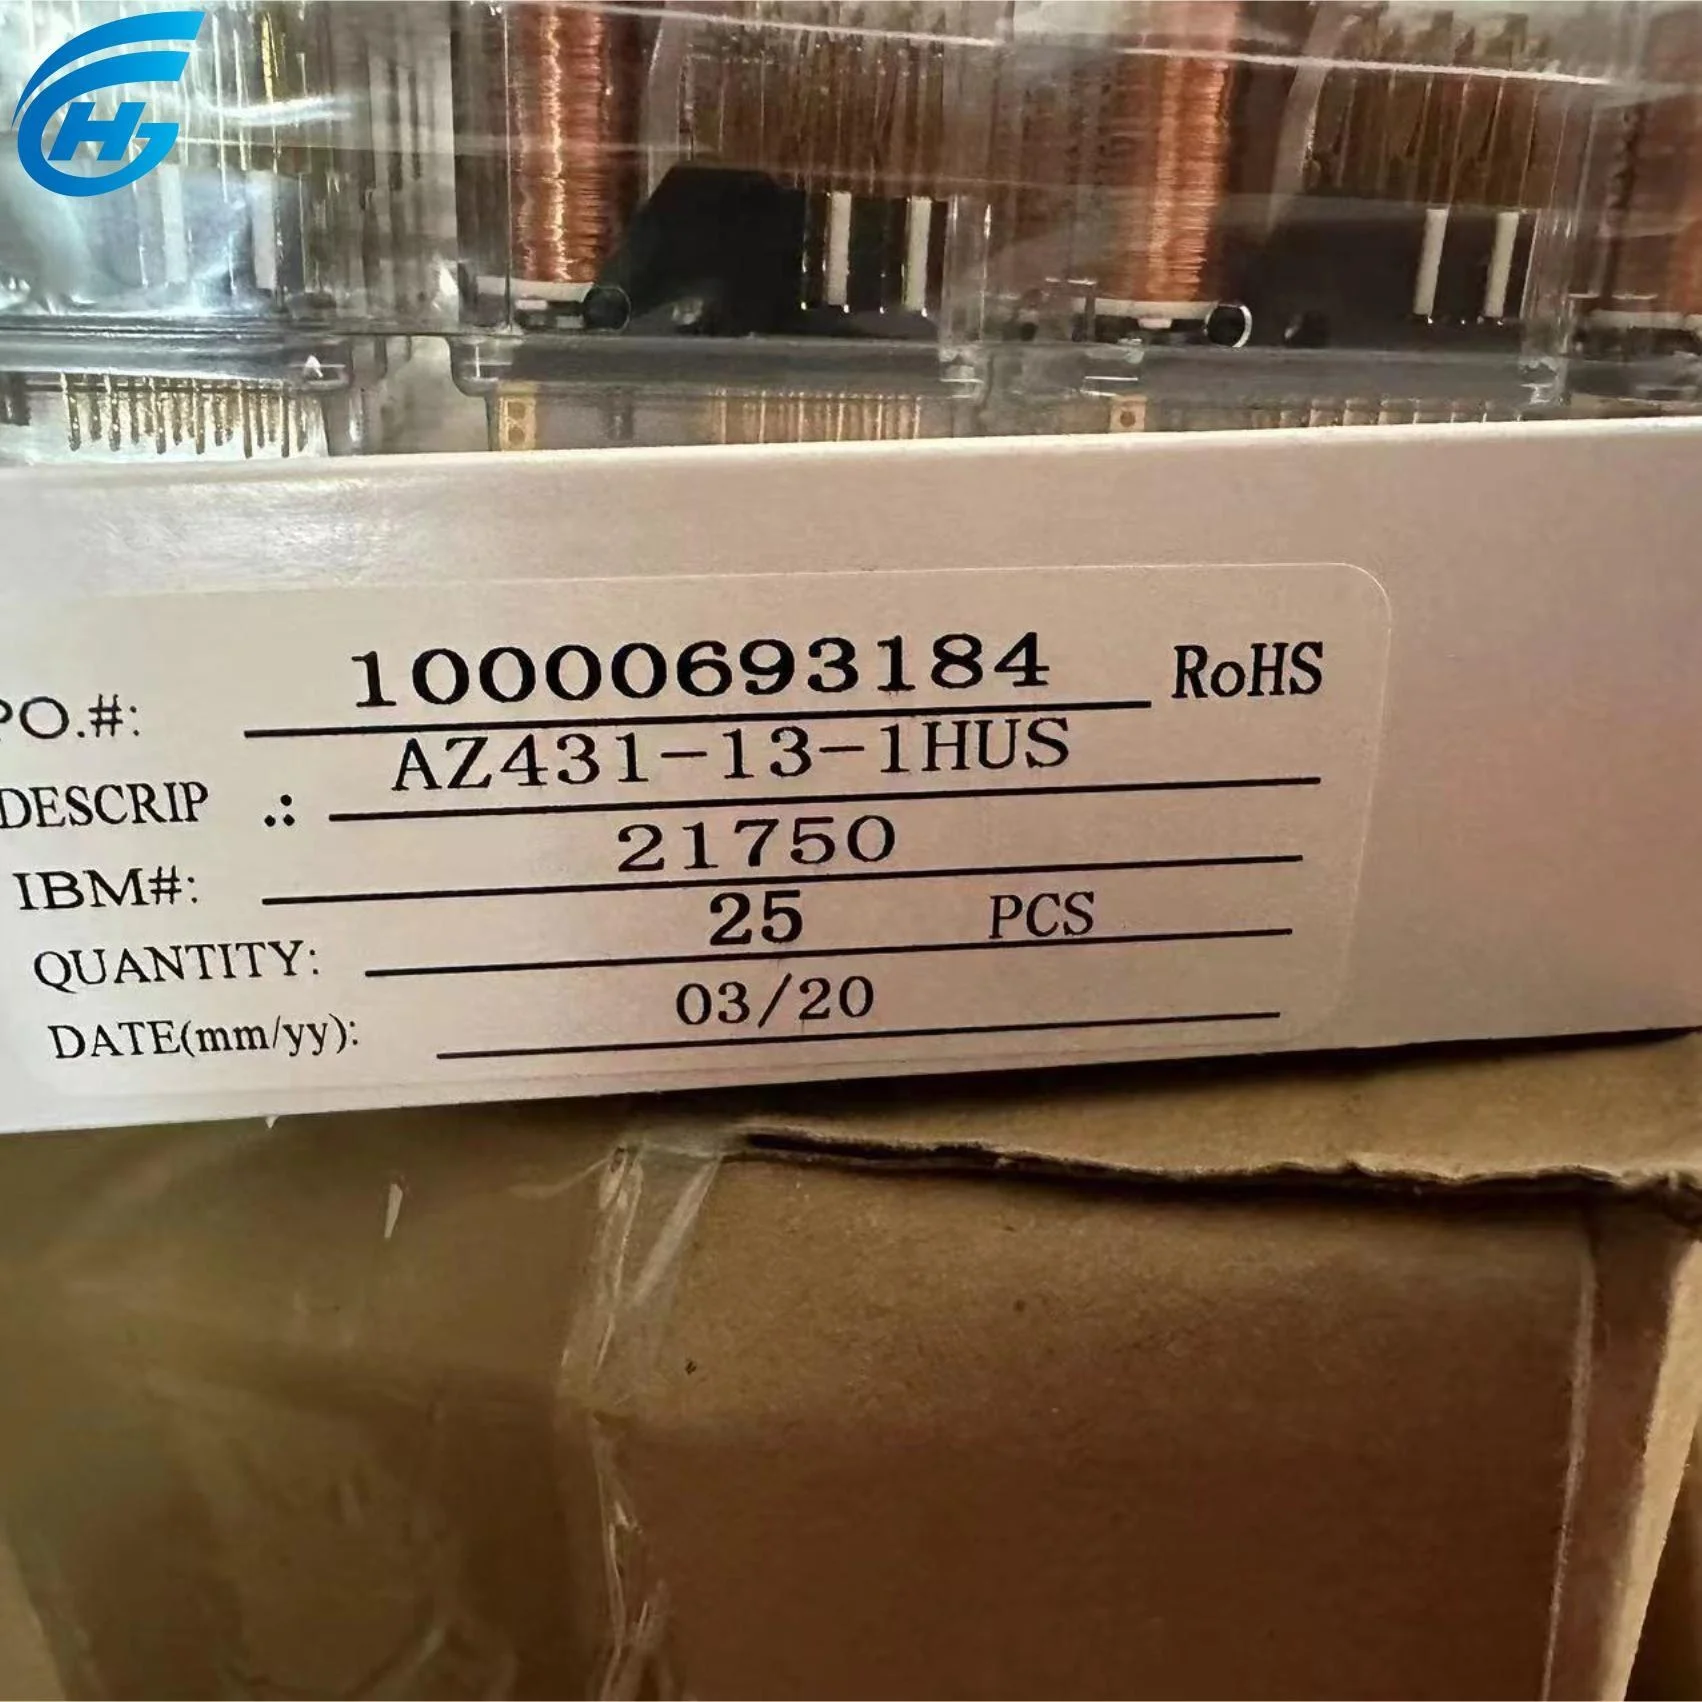 PO.#: 10000693184 RoHS
DESCRIP .: AZ431-13-1HUS
IBM#: 21750
QUANTITY: 25 PCS
DATE(mm/yy): 03/20